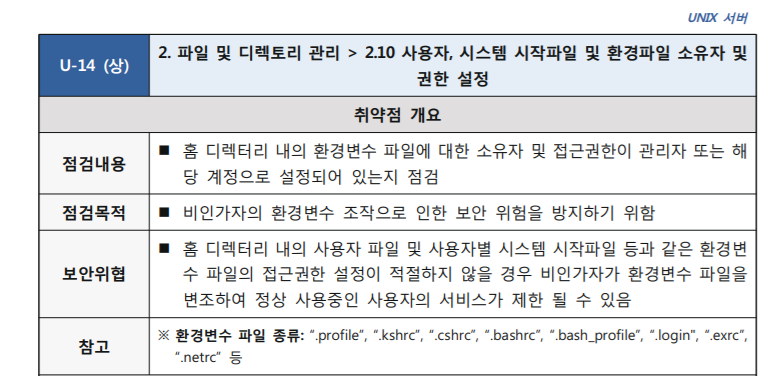 UNIX 서버
U-14 (상)
2. 파일 및 디렉토리 관리 > 2.10 사용자, 시스템 시작파일 및 환경파일 소유자 및
권한 설정
취약점 개요
점검내용
■ 홈 디렉터리 내의 환경변수 파일에 대한 소유자 및 접근권한이 관리자 또는 해
당 계정으로 설정되어 있는지 점검
점검목적
■ 비인가자의 환경변수 조작으로 인한 보안 위험을 방지하기 위함
보안위협
■ 홈 디렉터리 내의 사용자 파일 및 사용자별 시스템 시작파일 등과 같은 환경변
수 파일의 접근권한 설정이 적절하지 않을 경우 비인가자가 환경변수 파일을
변조하여 정상 사용중인 사용자의 서비스가 제한 될 수 있음
참고
※ 환경변수 파일 종류: ".profile", ".kshrc", ".cshrc", ".bashrc", ".bash_profile", ".login", ".exrc",
".netrc" 등